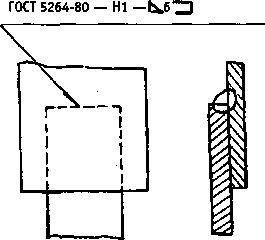 ГОСТ 5264-80 — Н1 — ◺6 ⊐